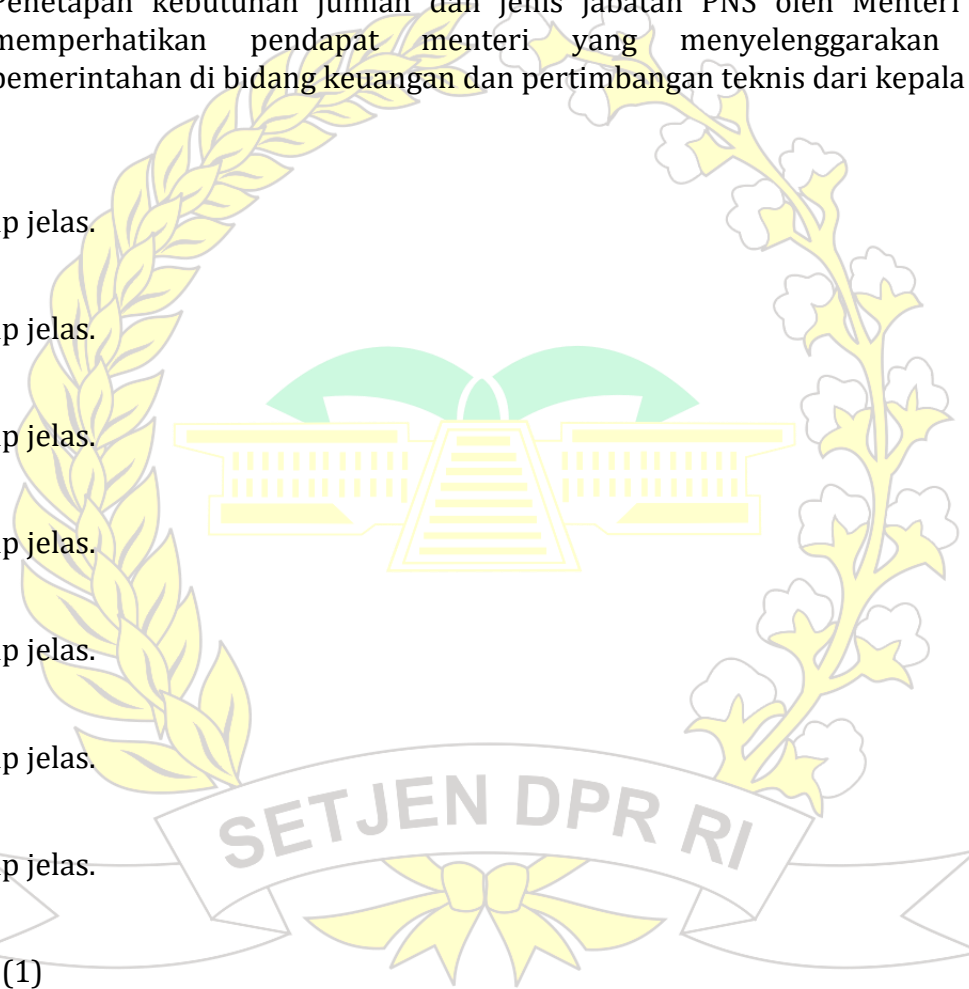 Penetapan kebutuhan jumlah dan jenis jabatan PNS oleh Menteri
memperhatikan pendapat menteri yang menyelenggarakan
pemerintahan di bidang keuangan dan pertimbangan teknis dari kepala
p jelas.
p jelas.
p jelas.
p jelas.
p jelas.
p jelas.
SETJEN DPR RI
p jelas.
(1)